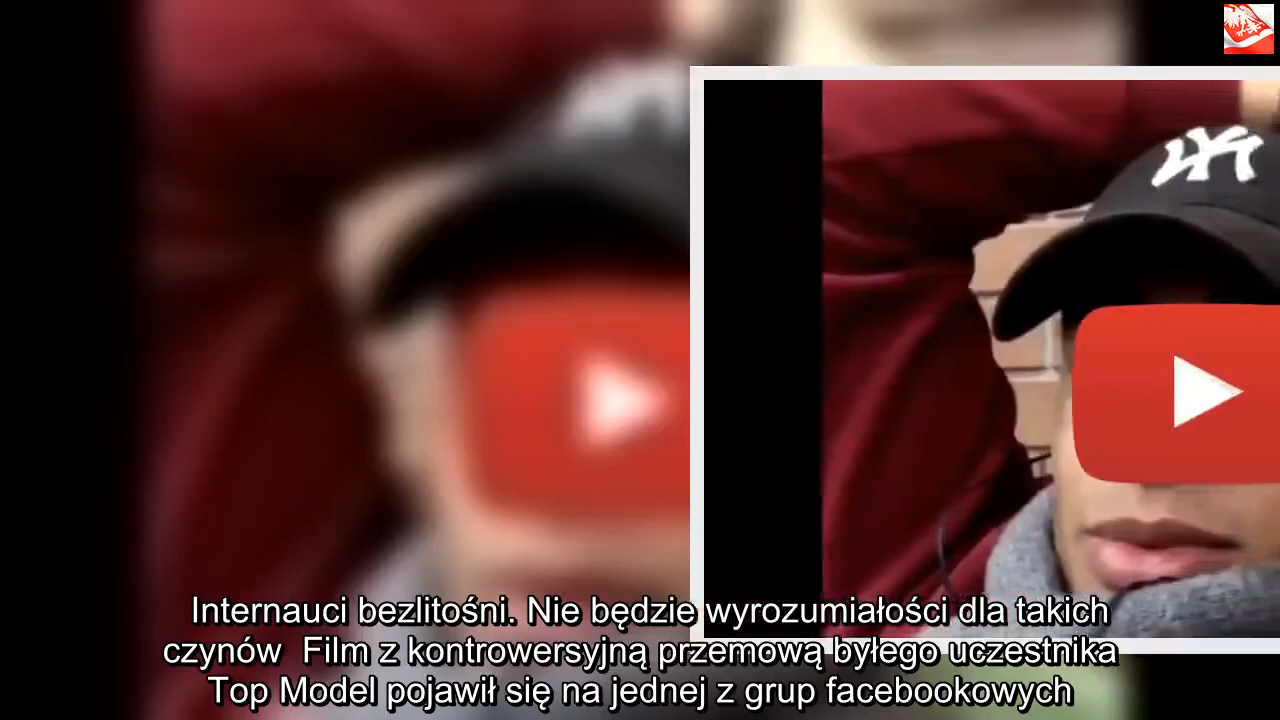 NY
Internauci bezlitośni. Nie będzie wyrozumiałości dla takich
czynów Film z kontrowersyjną przemową byłego uczestnika
Top Model pojawił się na jednej z grup facebookowych